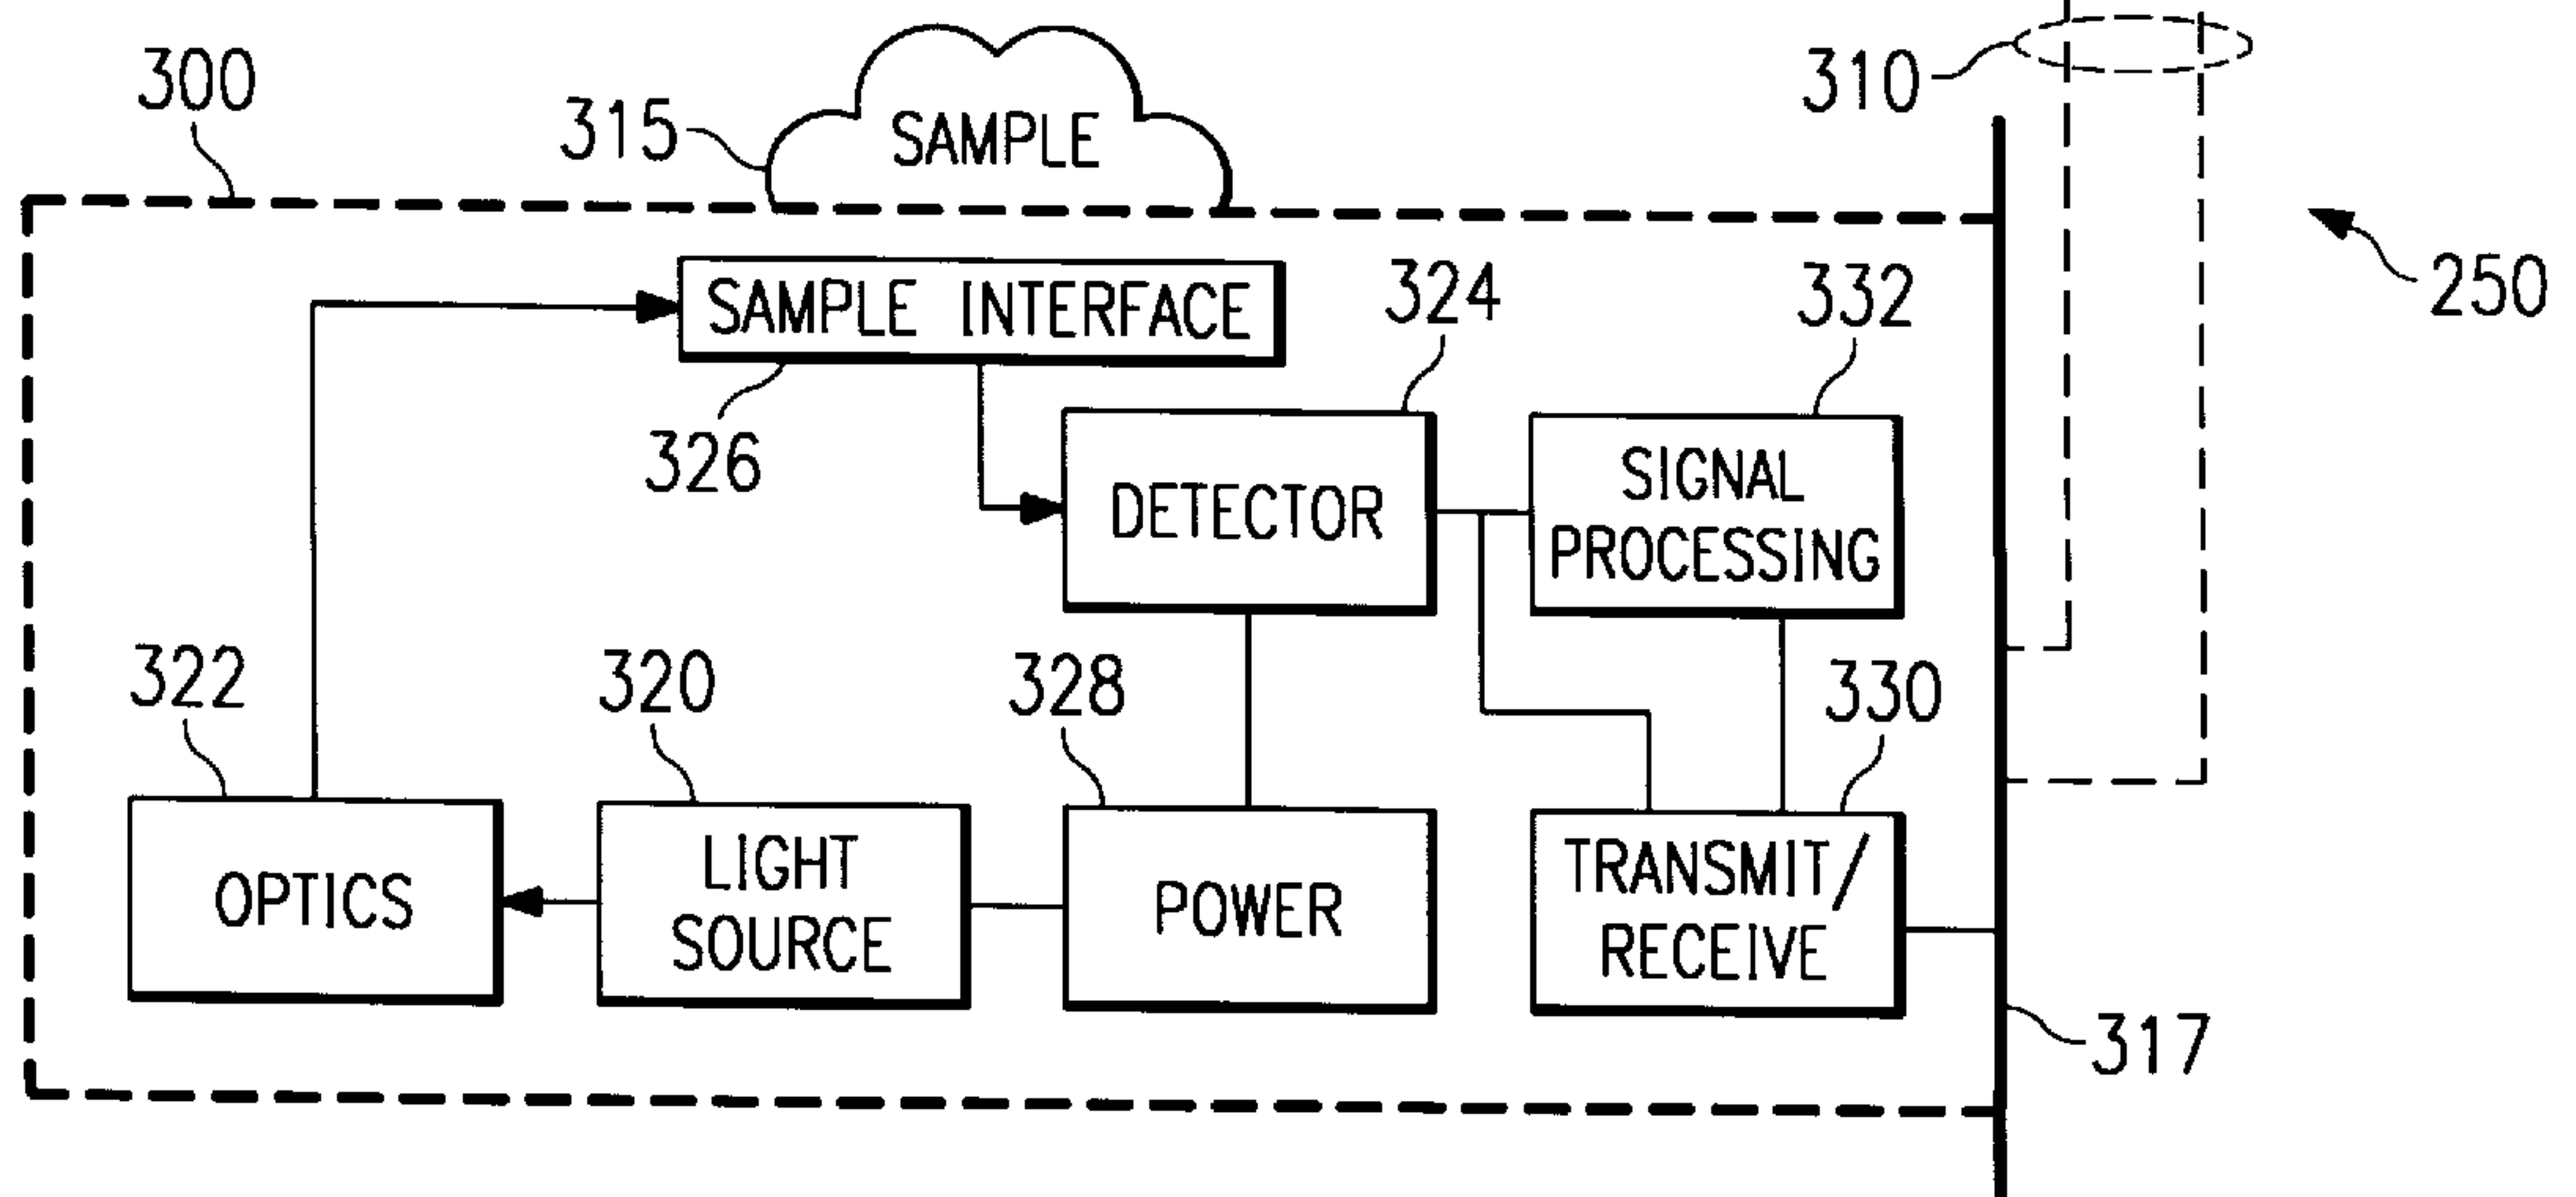 300
315
SAMPLE
310
250
SAMPLE INTERFACE
324
332
326
DETECTOR
SIGNAL
PROCESSING
322
320
328
330
OPTICS
LIGHT
SOURCE
POWER
TRANSMIT/
RECEIVE
317